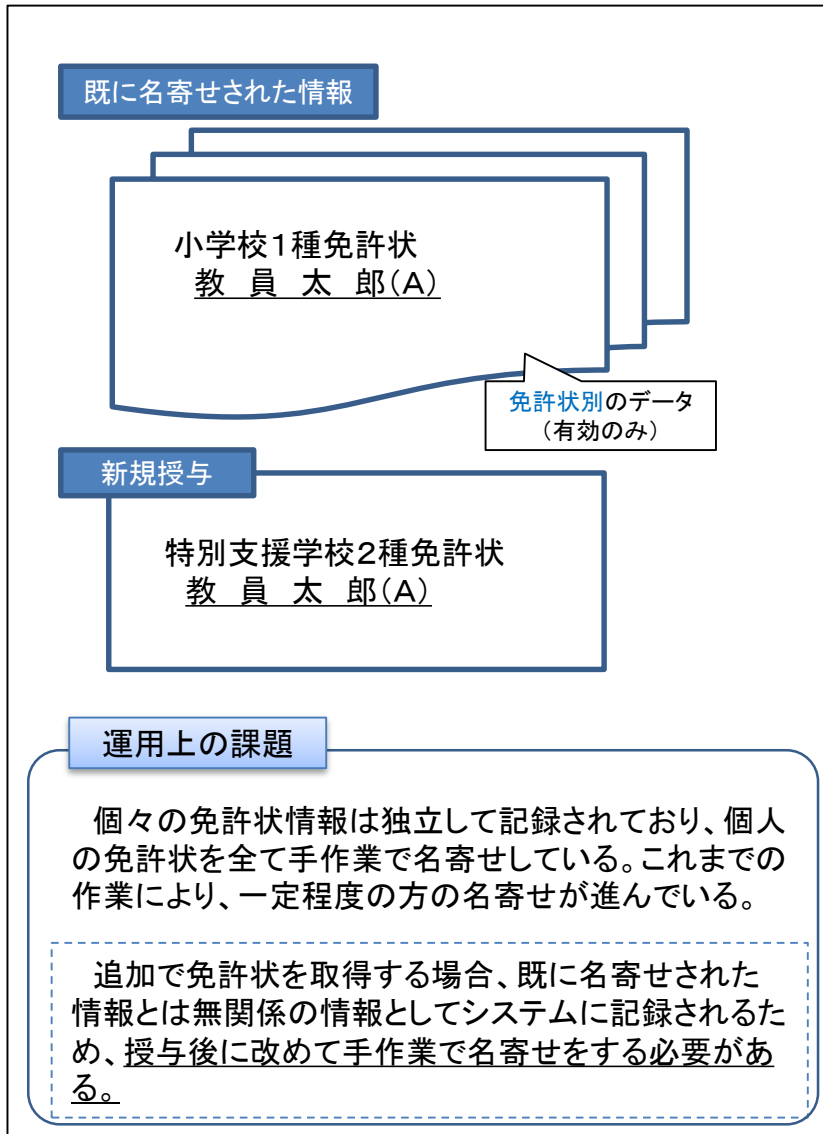 既に名寄せされた情報
小学校1種免許状
教　員　太　郎(A)
免許状別のデータ
(有効のみ)
新規授与
特別支援学校2種免許状
教　員　太　郎(A)
運用上の課題
個々の免許状情報は独立して記録されており、個人
の免許状を全て手作業で名寄せしている。これまでの
作業により、一定程度の方の名寄せが進んでいる。
追加で免許状を取得する場合、既に名寄せされた
情報とは無関係の情報としてシステムに記録されるた
め、授与後に改めて手作業で名寄せをする必要があ
る。